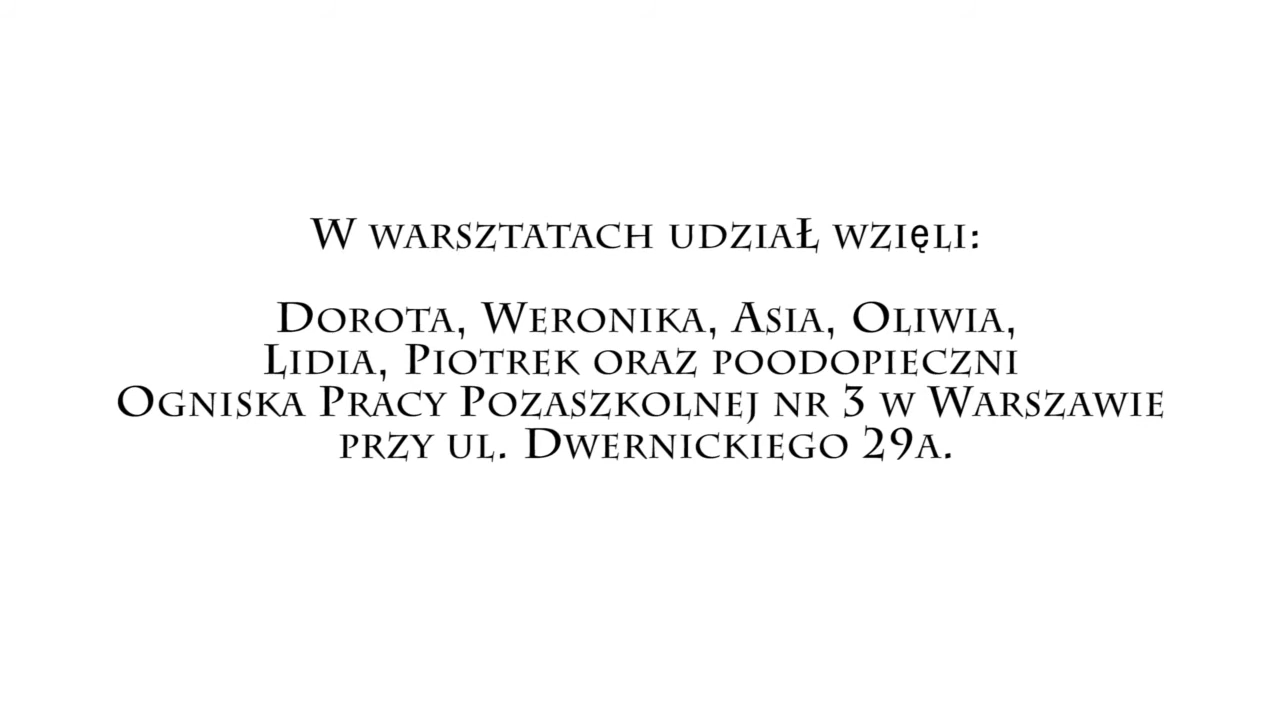 W warsztatach udział wzięli:
Dorota, Weronika, Asia, Oliwia,
Lidia, Piotrek oraz poodopieczni
Ogniska Pracy Pozaszkolnej nr 3 w Warszawie
przy ul. Dwernickiego 29a.